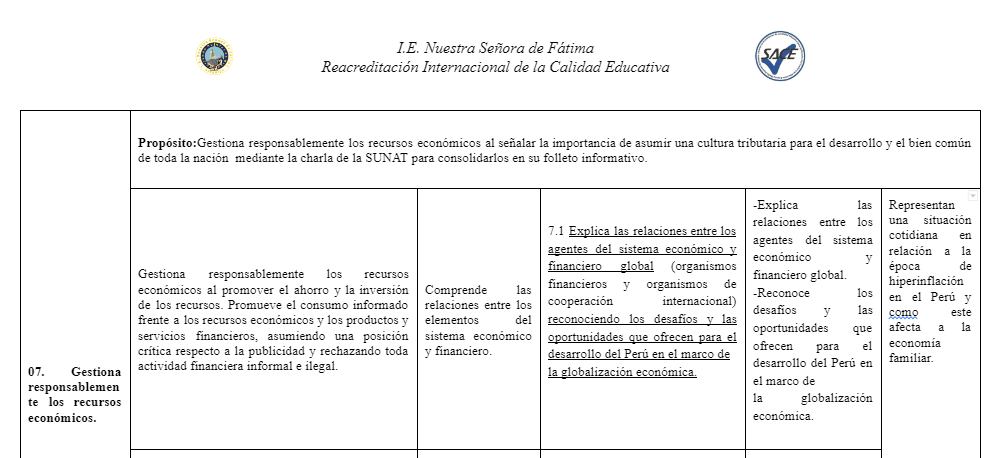 I.E. Nuestra Señora de Fátima
Reacreditación Internacional de la Calidad Educativa
SACE
Propósito:Gestiona responsablemente los recursos económicos al señalar la importancia de asumir una cultura tributaria para el desarrollo y el bien común
de toda la nación mediante la charla de la SUNAT para consolidarlos en su folleto informativo.
07. Gestiona
responsablemen
te los recursos
económicos.
Gestiona responsablemente los recursos
económicos al promover el ahorro y la inversión
de los recursos. Promueve el consumo informado
frente a los recursos económicos y los productos y
servicios financieros, asumiendo una posición
crítica respecto a la publicidad y rechazando toda
actividad financiera informal e ilegal.
Comprende las
relaciones entre los
elementos del
sistema económico
y financiero.
7.1 Explica las relaciones entre los
agentes del sistema económico y
financiero global (organismos
financieros y organismos de
cooperación internacional)
reconociendo los desafíos y las
oportunidades que ofrecen para el
desarrollo del Perú en el marco de
la globalización económica.
-Explica las
relaciones entre los
agentes del sistema
económico y
financiero global.
-Reconoce los
desafíos y las
oportunidades que
ofrecen para el
desarrollo del Perú en
el marco de
la globalización
económica.
Representan
una situación
cotidiana en
relación a la
época de
hiperinflación
en el Perú y
como este
afecta a la
economía
familiar.